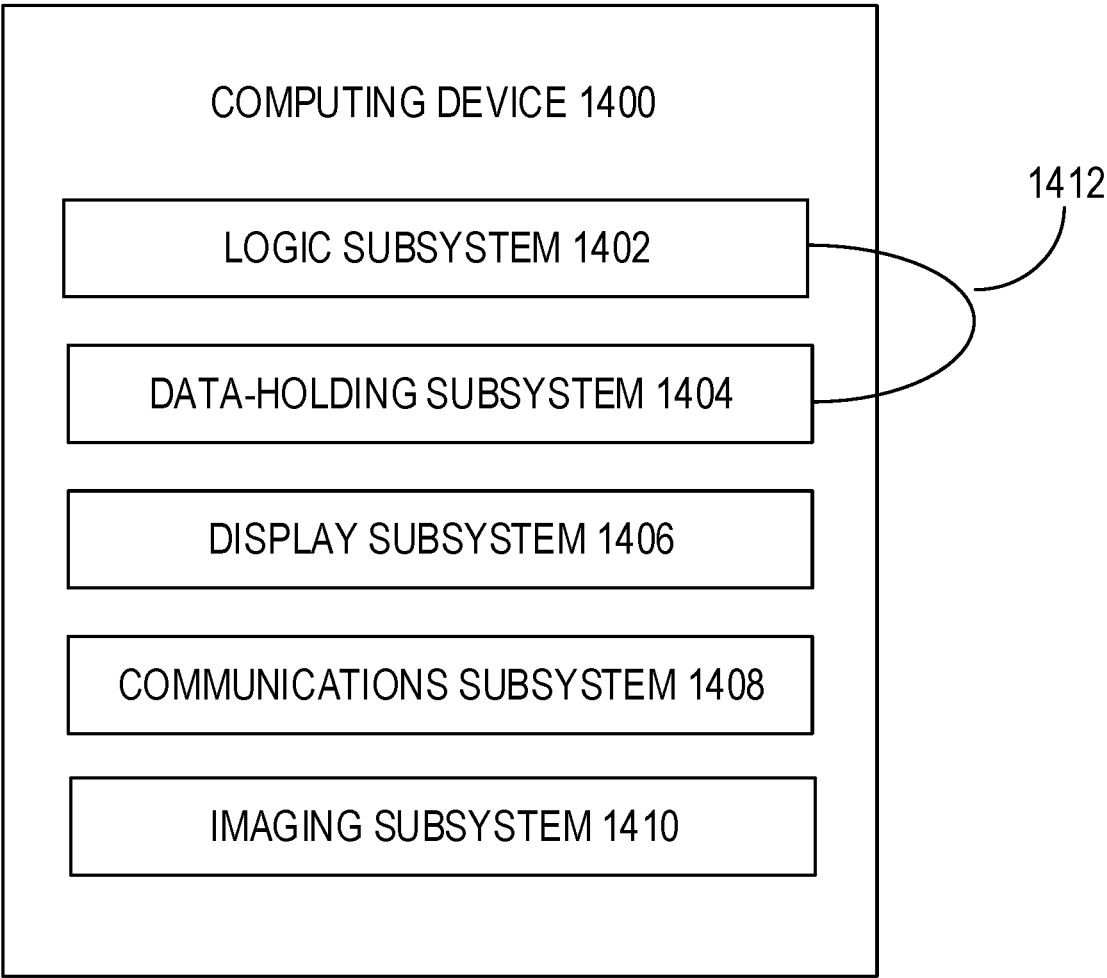 COMPUTING DEVICE 1400
1412
LOGIC SUBSYSTEM 1402
DATA-HOLDING SUBSYSTEM 1404
DISPLAY SUBSYSTEM 1406
COMMUNICATIONS SUBSYSTEM 1408
IMAGING SUBSYSTEM 1410